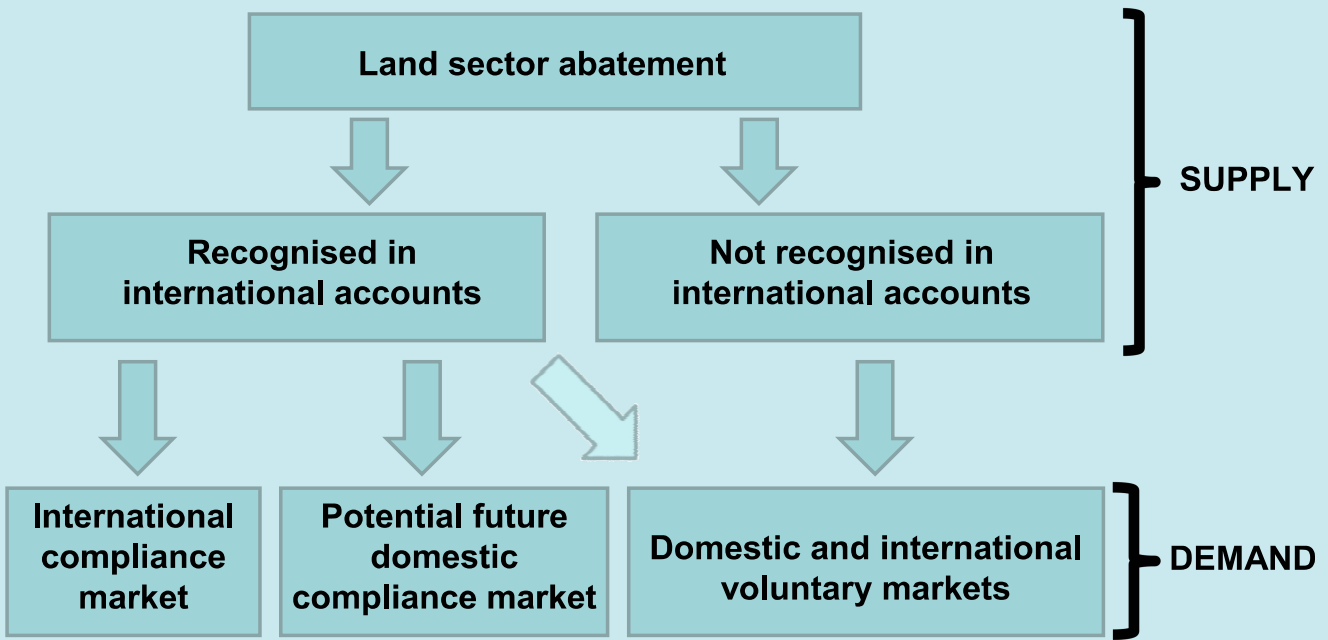 Land sector abatement
SUPPLY
Recognised in
international accounts
Not recognised in
international accounts
International
compliance
market
Potential future
domestic
compliance market
Domestic and international
voluntary markets
DEMAND